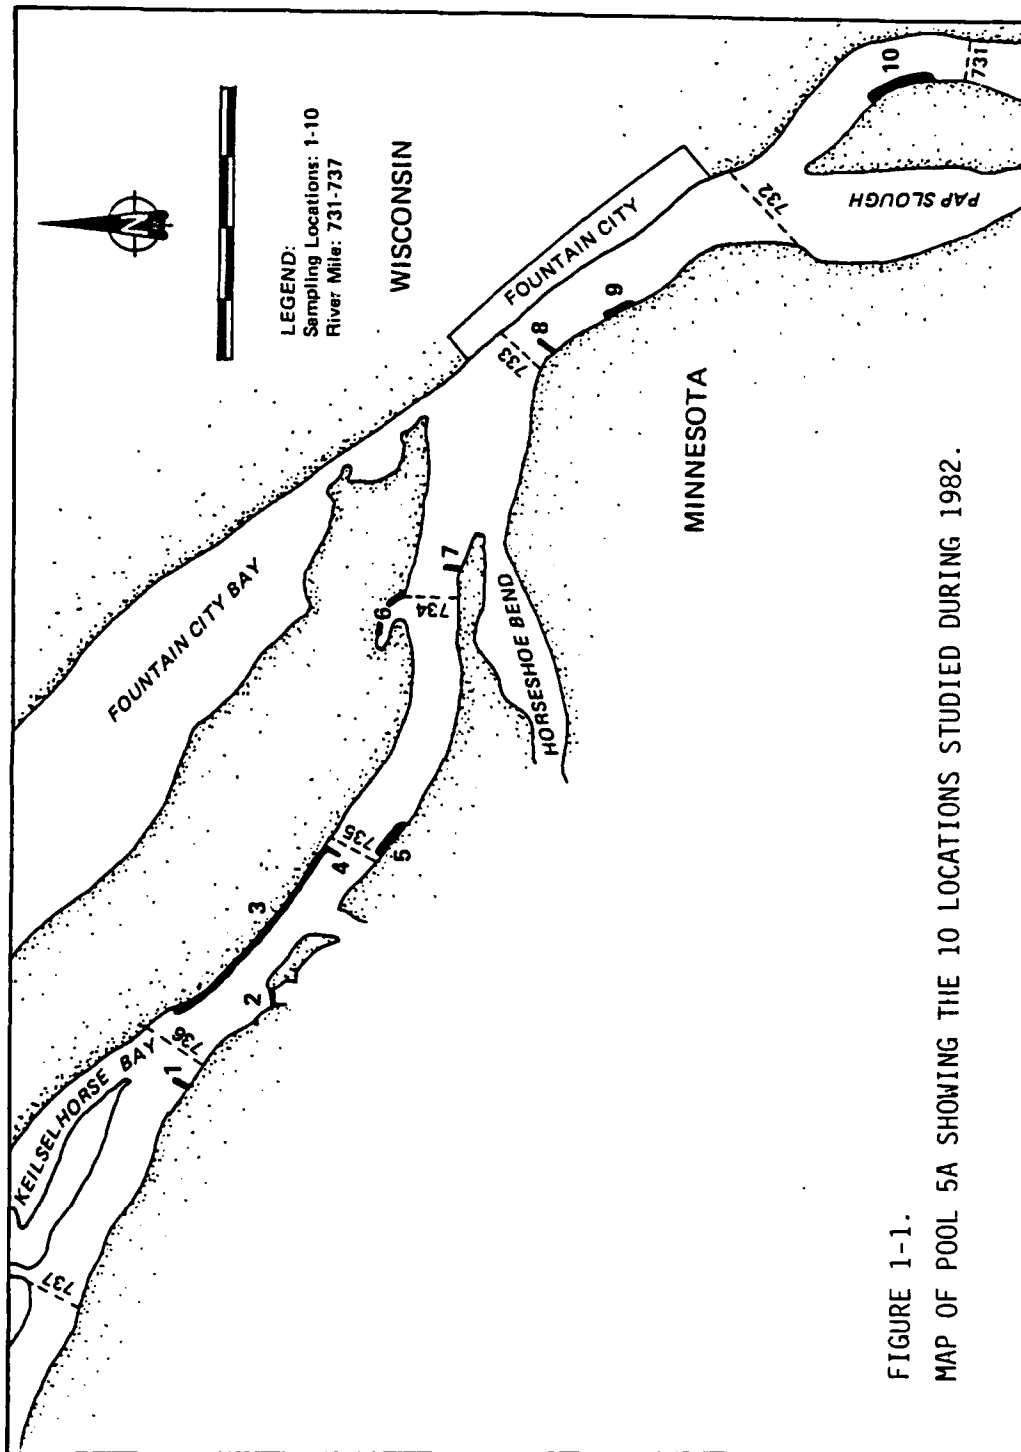 N
LEGEND:
Sampling Locations: 1-10
River Mile: 731-737
WISCONSIN
KEILSELHORSE BAY
737
736
1
2
3
FOUNTAIN CITY BAY
4
735
5
6
734
7
HORSESHOE BEND
FOUNTAIN CITY
733
8
9
MINNESOTA
732
PAP SLOUGH
10
731
FIGURE 1-1.
MAP OF POOL 5A SHOWING THE 10 LOCATIONS STUDIED DURING 1982.